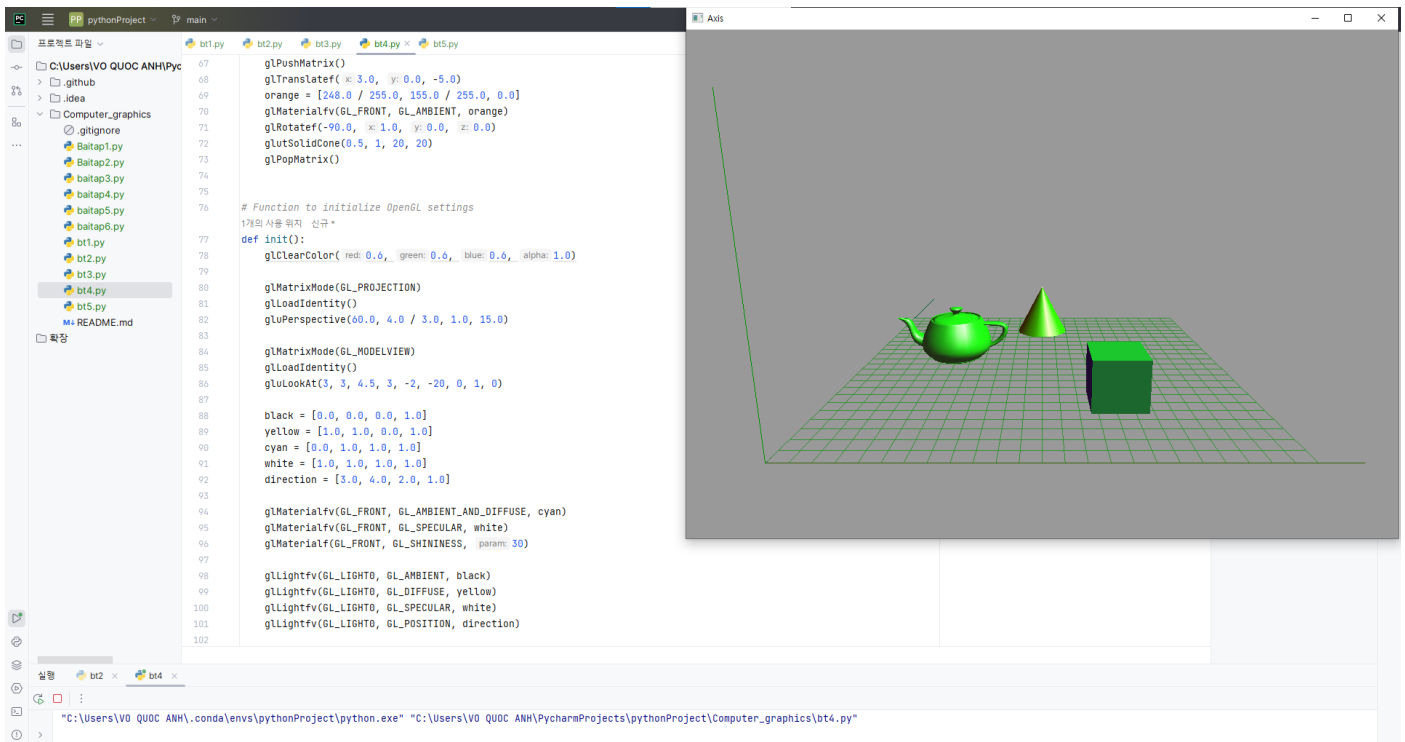 PC PP pythonProject main
Axis
프로젝트 파일
bt1.py bt2.py bt3.py bt4.py bt5.py
C:\Users\VO QUOC ANH\Pyc
.github
.idea
Computer_graphics
.gitignore
Baitap1.py
Baitap2.py
baitap3.py
baitap4.py
baitap5.py
baitap6.py
bt1.py
bt2.py
bt3.py
bt4.py
bt5.py
M↓ README.md
확장
67 glPushMatrix()
68 glTranslatef( x: 3.0, y: 0.0, -5.0)
69 orange = [248.0 / 255.0, 155.0 / 255.0, 0.0]
70 glMaterialfv(GL_FRONT, GL_AMBIENT, orange)
71 glRotatef(-90.0, x: 1.0, y: 0.0, z: 0.0)
72 glutSolidCone(0.5, 1, 20, 20)
73 glPopMatrix()
74
75
76 # Function to initialize OpenGL settings
1개의 사용 위치 신규 *
77 def init():
78 glClearColor( red: 0.6, green: 0.6, blue: 0.6, alpha: 1.0)
79
80 glMatrixMode(GL_PROJECTION)
81 glLoadIdentity()
82 gluPerspective(60.0, 4.0 / 3.0, 1.0, 15.0)
83
84 glMatrixMode(GL_MODELVIEW)
85 glLoadIdentity()
86 gluLookAt(3, 3, 4.5, 3, -2, -20, 0, 1, 0)
87
88 black = [0.0, 0.0, 0.0, 1.0]
89 yellow = [1.0, 1.0, 0.0, 1.0]
90 cyan = [0.0, 1.0, 1.0, 1.0]
91 white = [1.0, 1.0, 1.0, 1.0]
92 direction = [3.0, 4.0, 2.0, 1.0]
93
94 glMaterialfv(GL_FRONT, GL_AMBIENT_AND_DIFFUSE, cyan)
95 glMaterialfv(GL_FRONT, GL_SPECULAR, white)
96 glMaterialf(GL_FRONT, GL_SHININESS, param: 30)
97
98 glLightfv(GL_LIGHT0, GL_AMBIENT, black)
99 glLightfv(GL_LIGHT0, GL_DIFFUSE, yellow)
100 glLightfv(GL_LIGHT0, GL_SPECULAR, white)
101 glLightfv(GL_LIGHT0, GL_POSITION, direction)
102
실행 bt2 bt4
"C:\Users\VO QUOC ANH\.conda\envs\pythonProject\python.exe" "C:\Users\VO QUOC ANH\PycharmProjects\pythonProject\Computer_graphics\bt4.py"